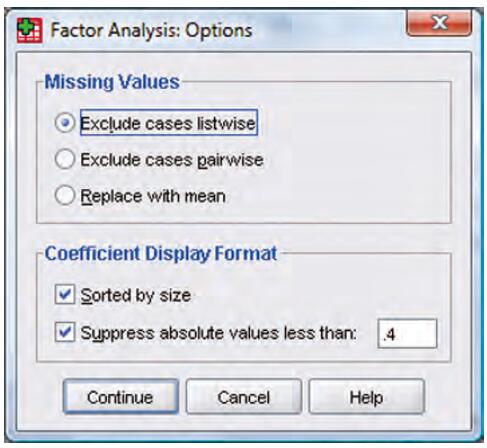 Factor Analysis: Options
Missing Values
Exclude cases listwise
Exclude cases pairwise
Replace with mean
Coefficient Display Format
Sorted by size
Suppress absolute values less than: .4
Continue Cancel Help